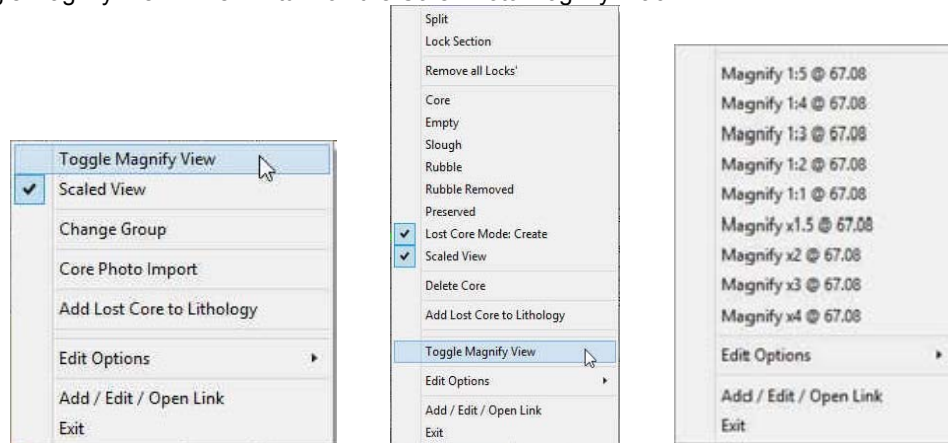 Toggle Magnify View
Scaled View
Change Group
Core Photo Import
Add Lost Core to Lithology
Edit Options
Add / Edit / Open Link
Exit
Split
Lock Section
Remove all Locks'
Core
Empty
Slough
Rubble
Rubble Removed
Preserved
Lost Core Mode: Create
Scaled View
Delete Core
Add Lost Core to Lithology
Toggle Magnify View
Edit Options
Add / Edit / Open Link
Exit
Magnify 1:5 @ 67.08
Magnify 1:4 @ 67.08
Magnify 1:3 @ 67.08
Magnify 1:2 @ 67.08
Magnify 1:1 @ 67.08
Magnify x1.5 @ 67.08
Magnify x2 @ 67.08
Magnify x3 @ 67.08
Magnify x4 @ 67.08
Edit Options
Add / Edit / Open Link
Exit